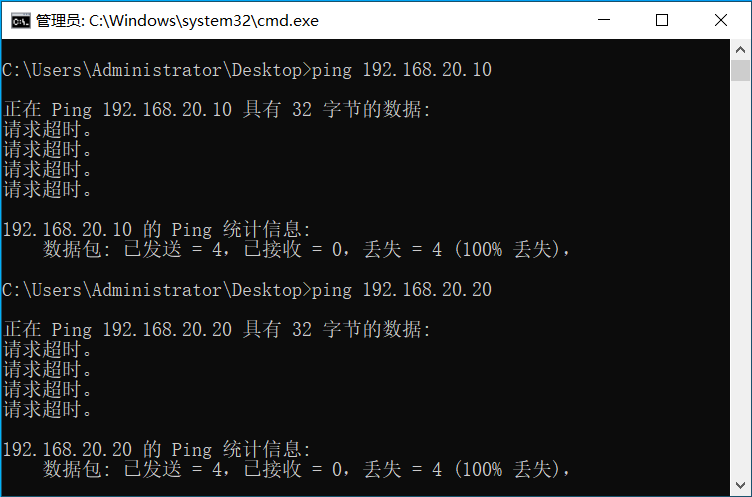 管理员: C:\Windows\system32\cmd.exe
C:\Users\Administrator\Desktop>ping 192.168.20.10
正在 Ping 192.168.20.10 具有 32 字节的数据:
请求超时。
请求超时。
请求超时。
请求超时。
192.168.20.10 的 Ping 统计信息:
数据包: 已发送 = 4，已接收 = 0，丢失 = 4 (100% 丢失)，
C:\Users\Administrator\Desktop>ping 192.168.20.20
正在 Ping 192.168.20.20 具有 32 字节的数据:
请求超时。
请求超时。
请求超时。
请求超时。
192.168.20.20 的 Ping 统计信息:
数据包: 已发送 = 4，已接收 = 0，丢失 = 4 (100% 丢失)，